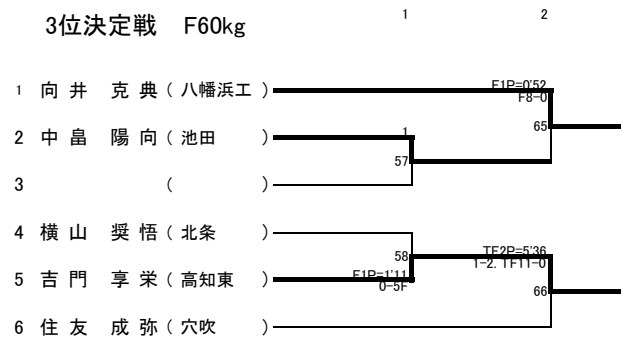 3位決定戦 F60kg
1 2
1 向井 克典 ( 八幡浜工 )
F1P=0'52
F8-0
65
2 中畠 陽向 ( 池田 )
1
57
3 ( )
4 横山 奨悟 ( 北条 )
58
TF2P=5'36
1-2. TF11-0
66
5 吉門 享栄 ( 高知東 )
F1P=1'11
0-5F
6 住友 成弥 ( 穴吹 )